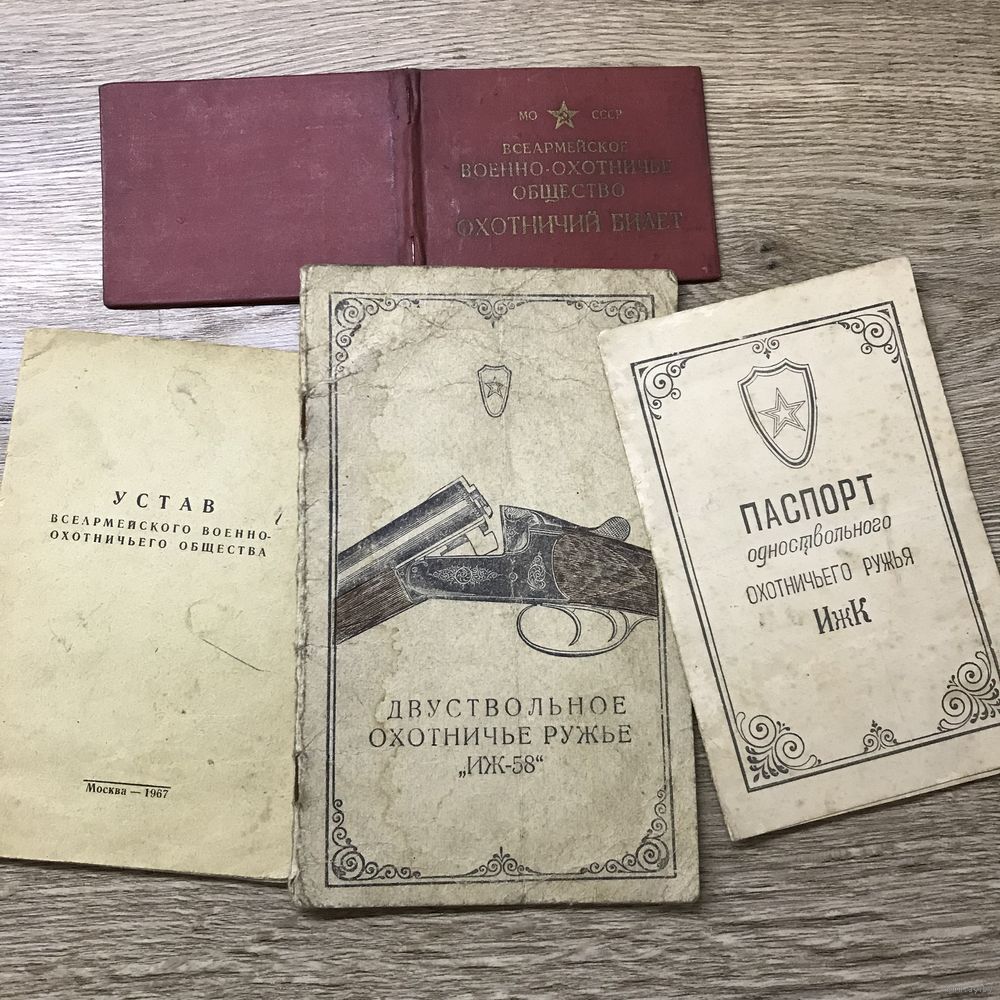 МО СССР
ВСЕАРМЕЙСКОЕ
ВОЕННО-ОХОТНИЧЬЕ
ОБЩЕСТВО
ОХОТНИЧИЙ БИЛЕТ
УСТАВ
ВСЕАРМЕЙСКОГО ВОЕННО-
ОХОТНИЧЬЕГО ОБЩЕСТВА
Москва — 1967
ДВУСТВОЛЬНОЕ
ОХОТНИЧЬЕ РУЖЬЕ
„ИЖ-58“
ПАСПОРТ
одноствольного
ОХОТНИЧЬЕГО РУЖЬЯ
ИжК